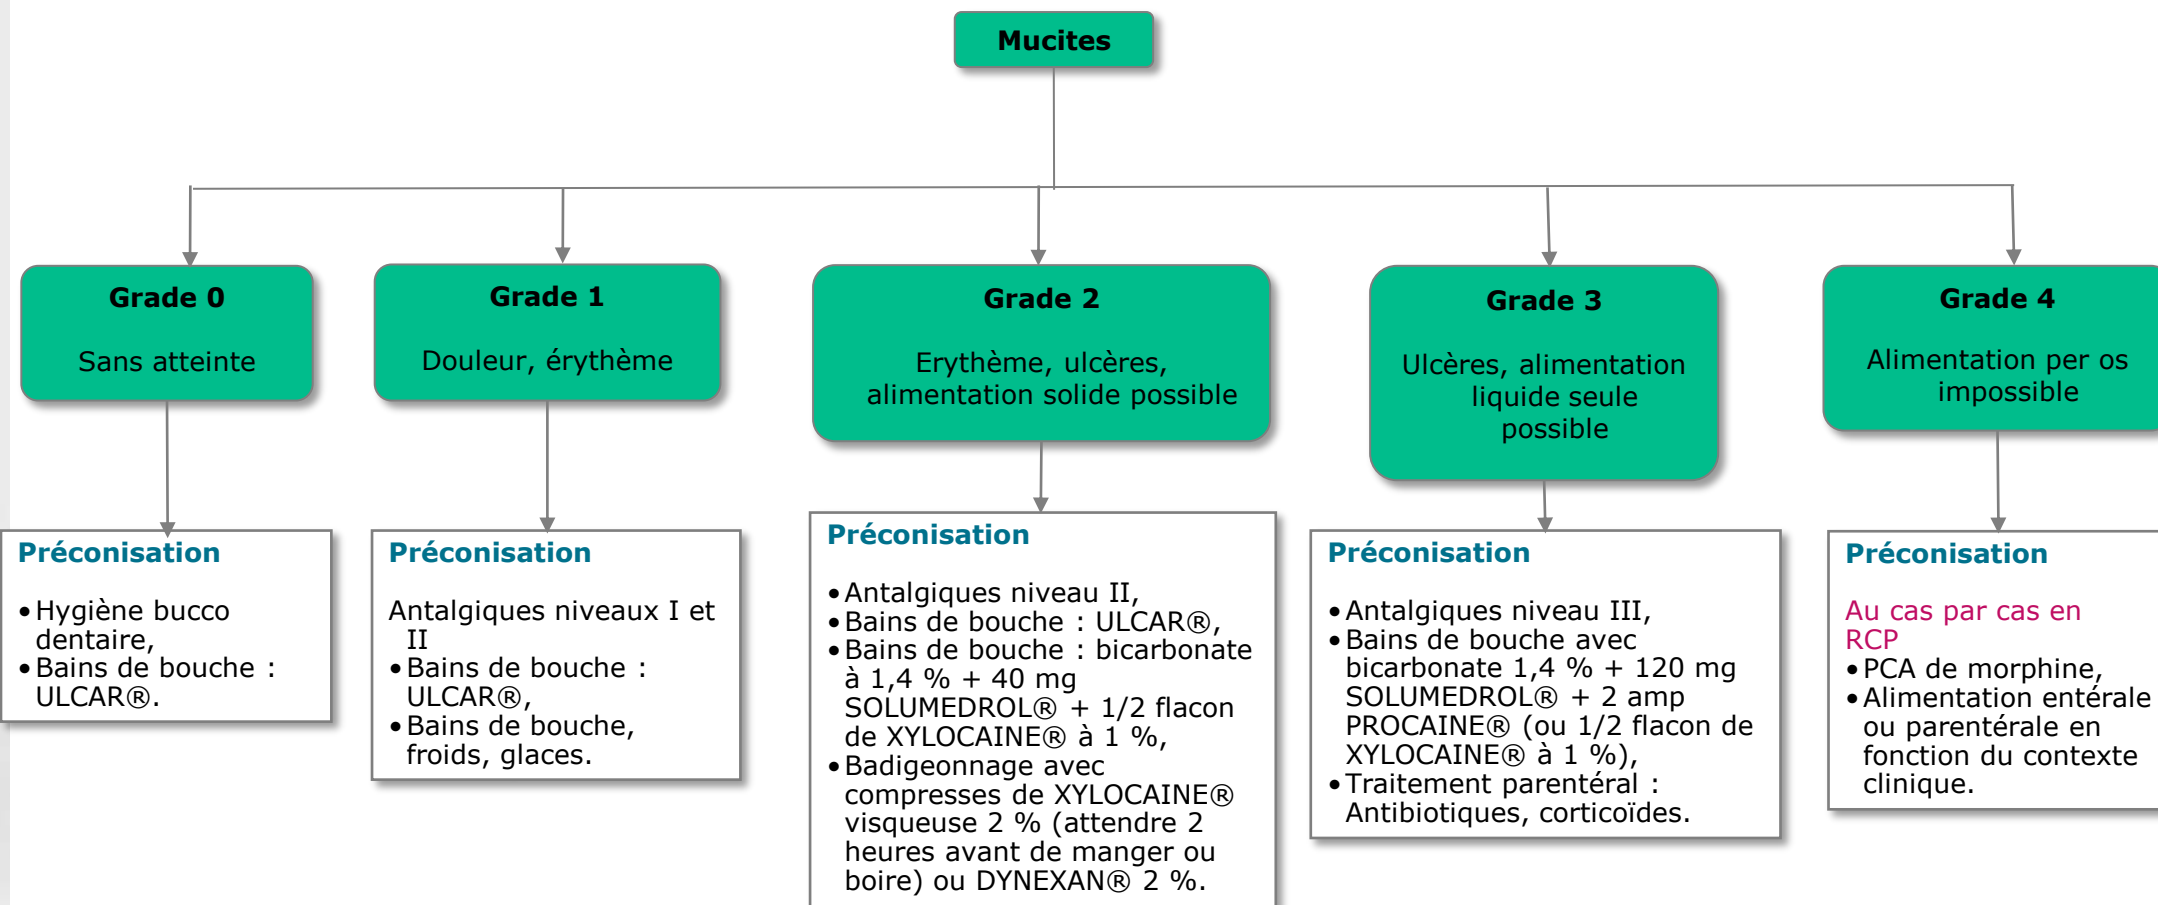 Mucites
Grade 0
Sans atteinte
Grade 1
Douleur, érythème
Grade 2
Erythème, ulcères,
alimentation solide possible
Grade 3
Ulcères, alimentation
liquide seule
possible
Grade 4
Alimentation per os
impossible
Préconisation
•Hygiène bucco
dentaire,
•Bains de bouche :
ULCAR®.
Préconisation
Antalgiques niveaux I et
II
•Bains de bouche :
ULCAR®,
•Bains de bouche,
froids, glaces.
Préconisation
•Antalgiques niveau II,
•Bains de bouche : ULCAR®,
•Bains de bouche : bicarbonate
à 1,4 % + 40 mg
SOLUMEDROL® + 1/2 flacon
de XYLOCAINE® à 1 %,
•Badigeonnage avec
compresses de XYLOCAINE®
visqueuse 2 % (attendre 2
heures avant de manger ou
boire) ou DYNEXAN® 2 %.
Préconisation
•Antalgiques niveau III,
•Bains de bouche avec
bicarbonate 1,4 % + 120 mg
SOLUMEDROL® + 2 amp
PROCAINE® (ou 1/2 flacon de
XYLOCAINE® à 1 %),
•Traitement parentéral :
Antibiotiques, corticoïdes.
Préconisation
Au cas par cas en
RCP
•PCA de morphine,
•Alimentation entérale
ou parentérale en
fonction du contexte
clinique.